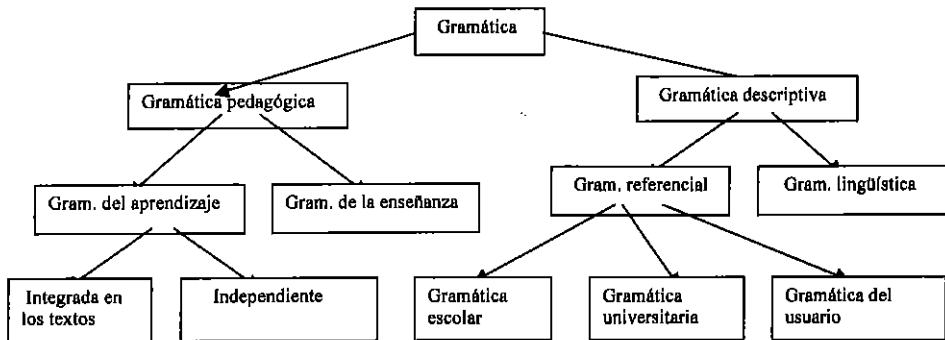 Gramática
Gramática pedagógica
Gramática descriptiva
Gram. del aprendizaje
Gram. de la enseñanza
Gram. referencial
Gram. lingüística
Integrada en
los textos
Independiente
Gramática
escolar
Gramática
universitaria
Gramática del
usuario